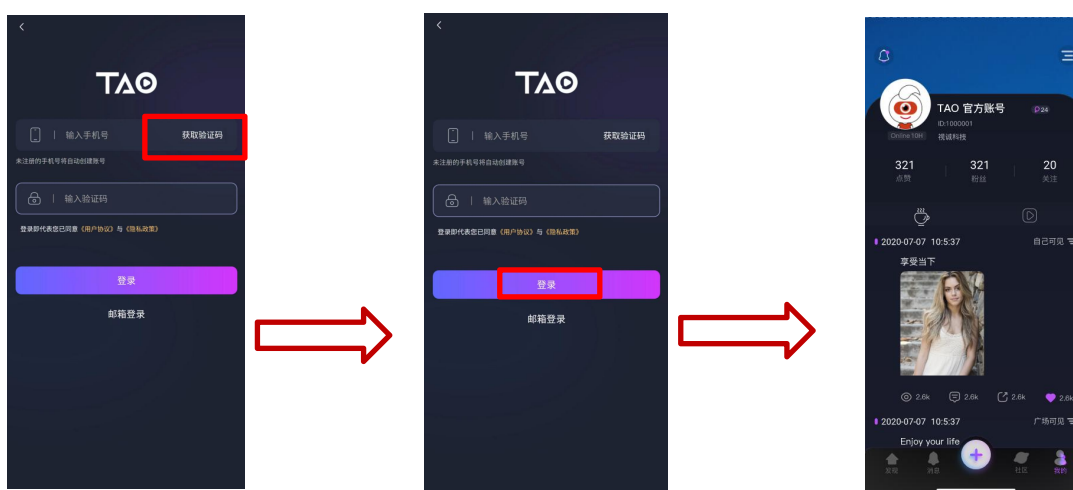 TAO
输入手机号
获取验证码
未注册的手机号将自动创建账号
输入验证码
登录即代表您已同意《用户协议》与《隐私政策》
登录
邮箱登录
TAO
输入手机号
获取验证码
未注册的手机号将自动创建账号
输入验证码
登录即代表您已同意《用户协议》与《隐私政策》
登录
邮箱登录
TAO 官方账号
24
ID:1000001
Online 10H
视诚科技
321
321
20
点赞
粉丝
关注
2020-07-07 10:5:37
自己可见
享受当下
2.6k
2.6k
2.6k
2.6k
2020-07-07 10:5:37
广场可见
Enjoy your life
发现
消息
社区
我的